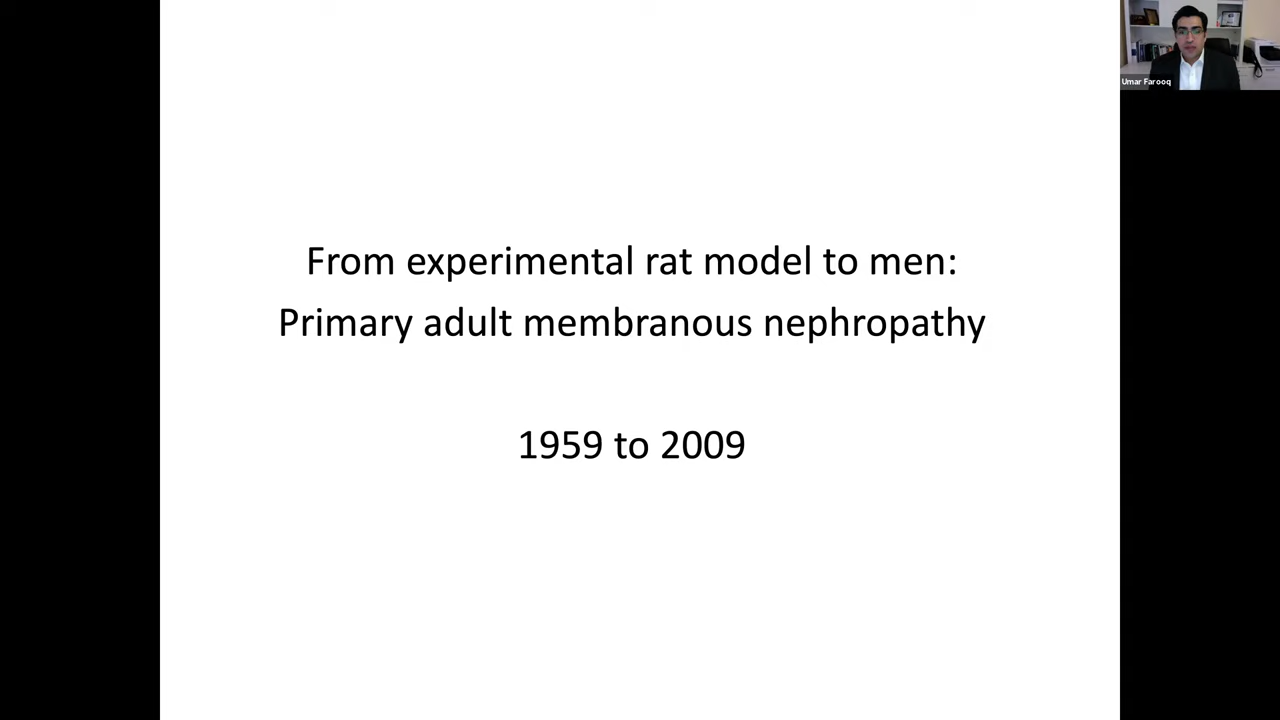 From experimental rat model to men:
Primary adult membranous nephropathy
1959 to 2009
Umar Farooq